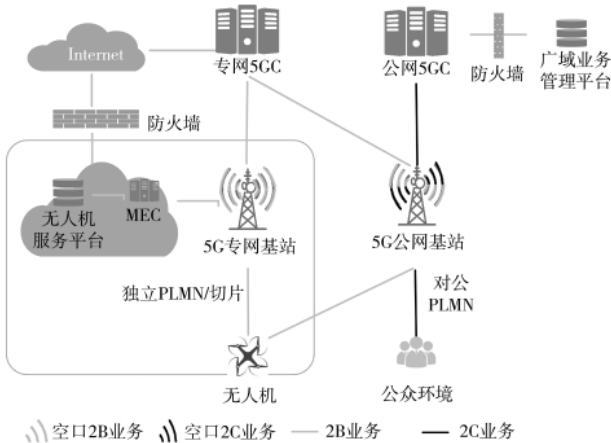 Internet
专网5GC
公网5GC
防火墙
广域业务
管理平台
防火墙
无人机
服务平台
MEC
5G专网基站
5G公网基站
独立PLMN/切片
对公
PLMN
无人机
公众环境
空口2B业务
空口2C业务
2B业务
2C业务